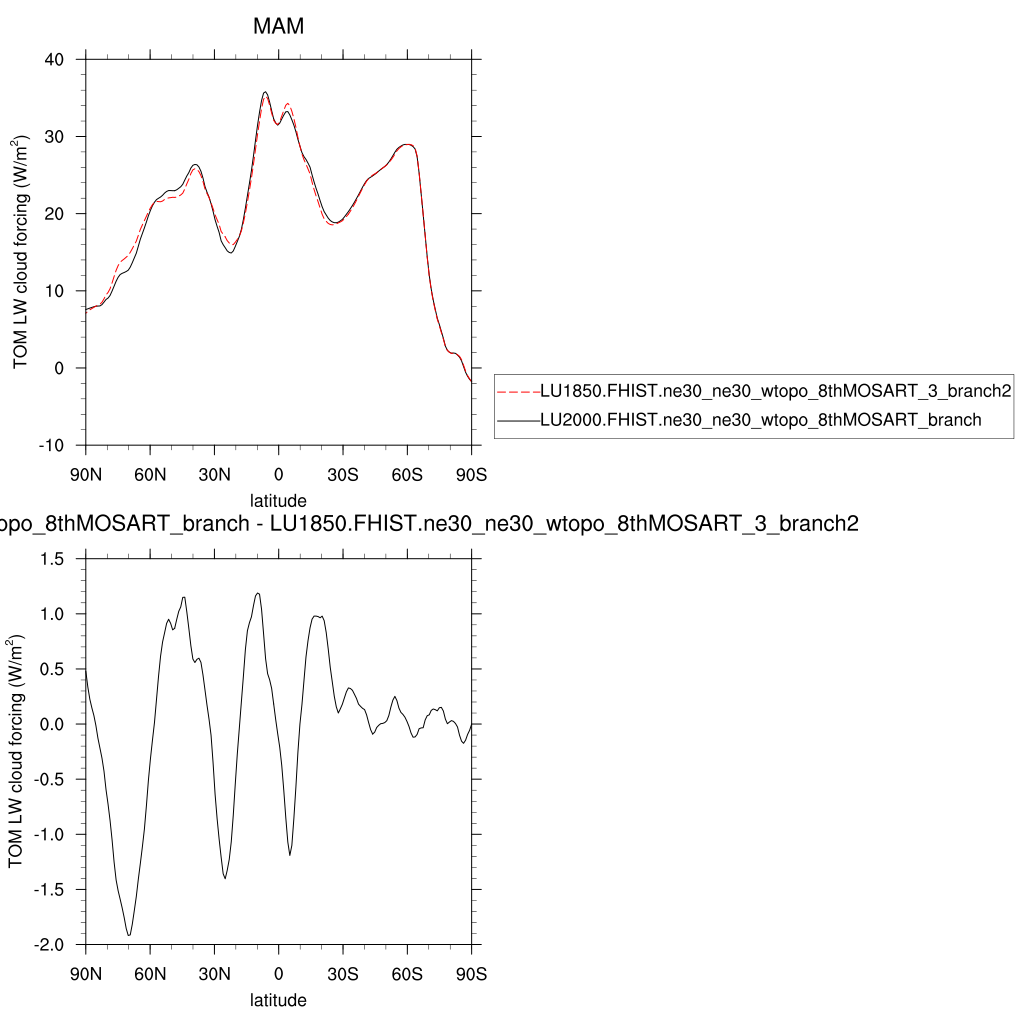 MAM
40
30
20
10
0
-10
TOM LW cloud forcing (W/m²)
90N 60N 30N 0 30S 60S 90S
latitude
LU1850.FHIST.ne30_ne30_wtopo_8thMOSART_3_branch2
LU2000.FHIST.ne30_ne30_wtopo_8thMOSART_branch
opo_8thMOSART_branch - LU1850.FHIST.ne30_ne30_wtopo_8thMOSART_3_branch2
1.5
1.0
0.5
0.0
-0.5
-1.0
-1.5
-2.0
TOM LW cloud forcing (W/m²)
90N 60N 30N 0 30S 60S 90S
latitude